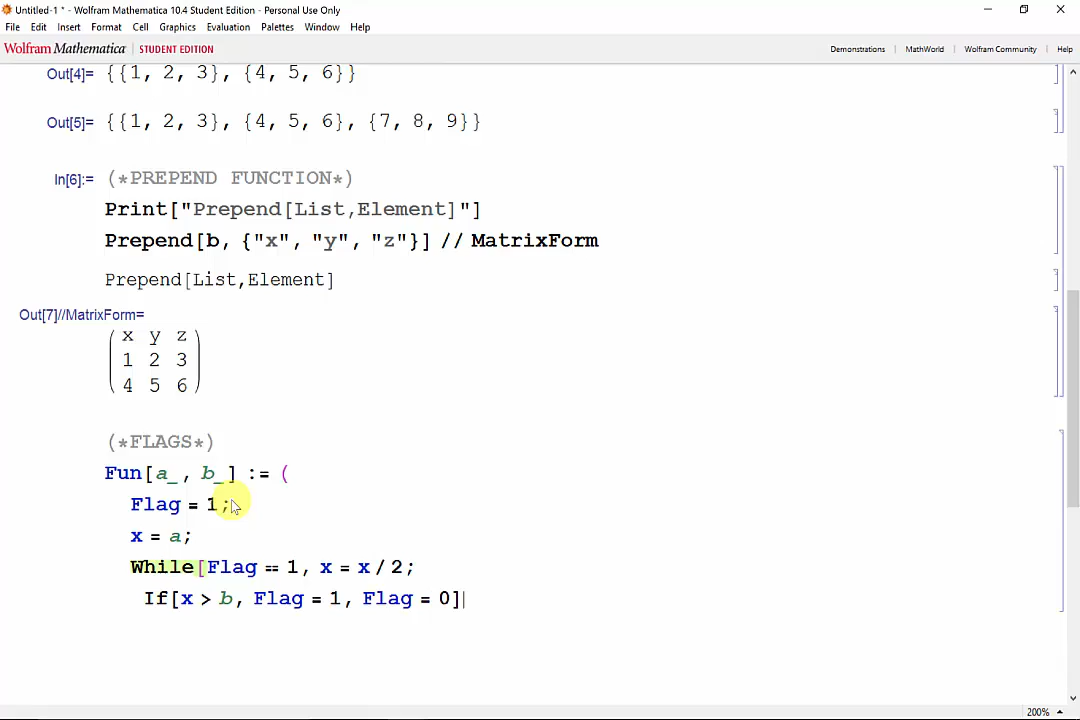 Untitled-1 * - Wolfram Mathematica 10.4 Student Edition - Personal Use Only
File Edit Insert Format Cell Graphics Evaluation Palettes Window Help
Wolfram Mathematica STUDENT EDITION Demonstrations MathWorld Wolfram Community Help
Out[4]= {{1, 2, 3}, {4, 5, 6}}
Out[5]= {{1, 2, 3}, {4, 5, 6}, {7, 8, 9}}
In[6]:= (*PREPEND FUNCTION*)
Print["Prepend[List,Element]"]
Prepend[b, {"x", "y", "z"}] // MatrixForm
Prepend[List,Element]
Out[7]//MatrixForm=
x y z
1 2 3
4 5 6
(*FLAGS*)
Fun[a_, b_] := (
Flag = 1;
x = a;
While[Flag == 1, x = x / 2;
If[x > b, Flag = 1, Flag = 0]
200%